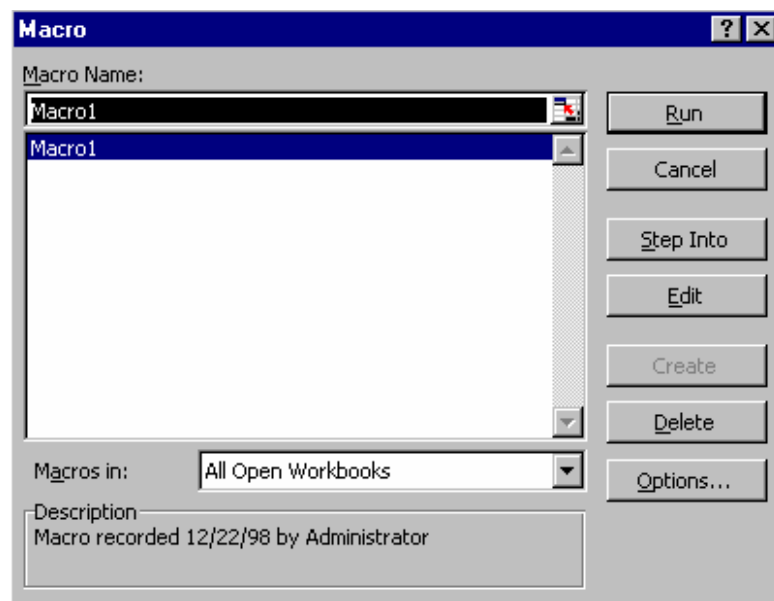 Macro
Macro Name:
Macro1
Macro1
Run
Cancel
Step Into
Edit
Create
Delete
Options...
Macros in: All Open Workbooks
Description
Macro recorded 12/22/98 by Administrator